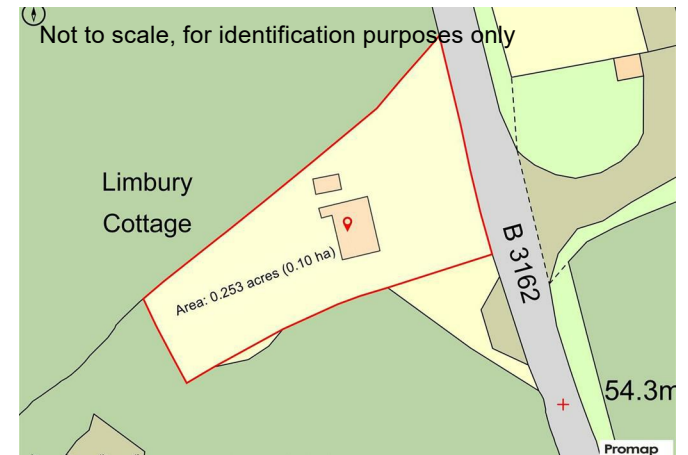 Not to scale, for identification purposes only
Limbury
Cottage
Area: 0.253 acres (0.10 ha)
B 3162
54.3m
Promap